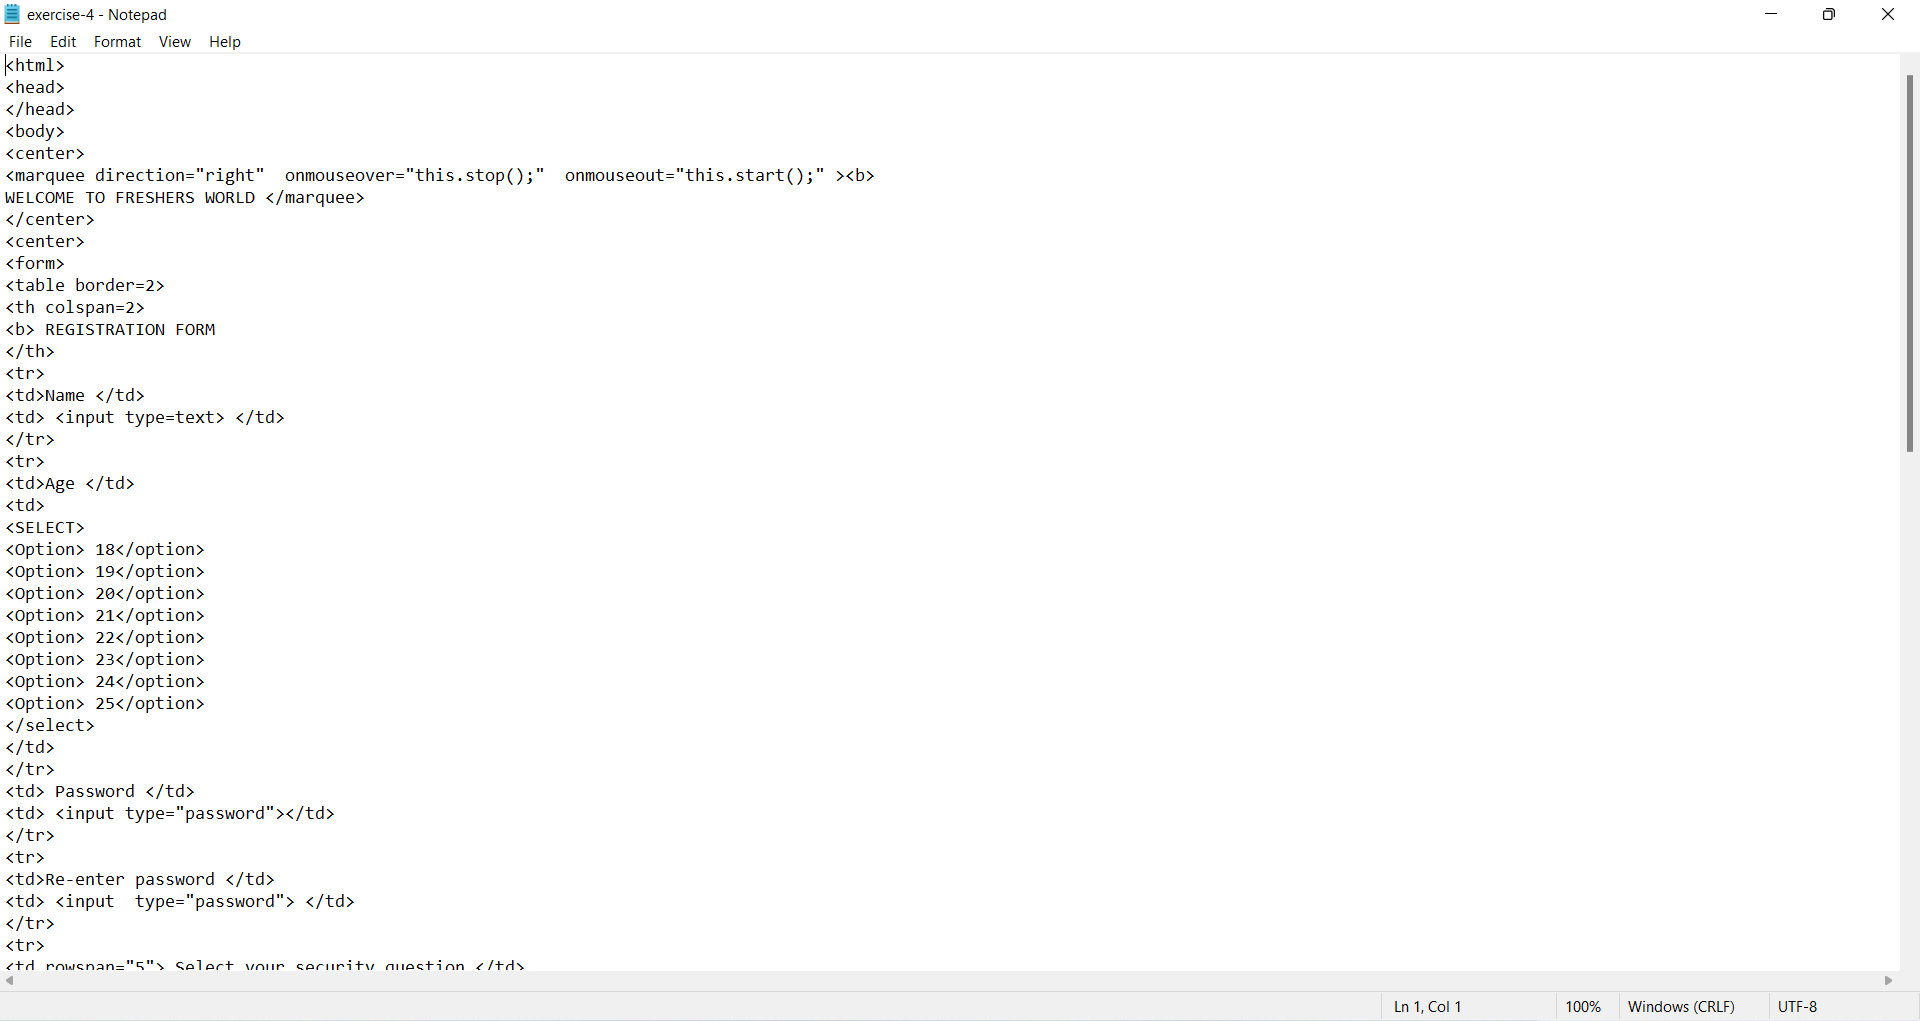 exercise-4 - Notepad
File Edit Format View Help
<html>
<head>
</head>
<body>
<center>
<marquee direction="right"  onmouseover="this.stop();"  onmouseout="this.start();" ><b>
WELCOME TO FRESHERS WORLD </marquee>
</center>
<center>
<form>
<table border=2>
<th colspan=2>
<b> REGISTRATION FORM
</th>
<tr>
<td>Name </td>
<td> <input type=text> </td>
</tr>
<tr>
<td>Age </td>
<td>
<SELECT>
<Option> 18</option>
<Option> 19</option>
<Option> 20</option>
<Option> 21</option>
<Option> 22</option>
<Option> 23</option>
<Option> 24</option>
<Option> 25</option>
</select>
</td>
</tr>
<td> Password </td>
<td> <input type="password"></td>
</tr>
<tr>
<td>Re-enter password </td>
<td> <input  type="password"> </td>
</tr>
<tr>
<td rowspan="5"> Select your security question </td>
Ln 1, Col 1 100% Windows (CRLF) UTF-8